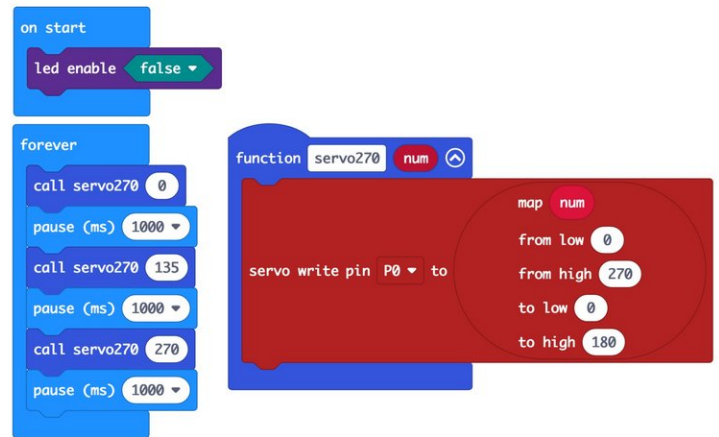 on start
led enable false
forever
call servo270 0
pause (ms) 1000
call servo270 135
pause (ms) 1000
call servo270 270
pause (ms) 1000
function servo270 num
servo write pin P0 to
map num
from low 0
from high 270
to low 0
to high 180